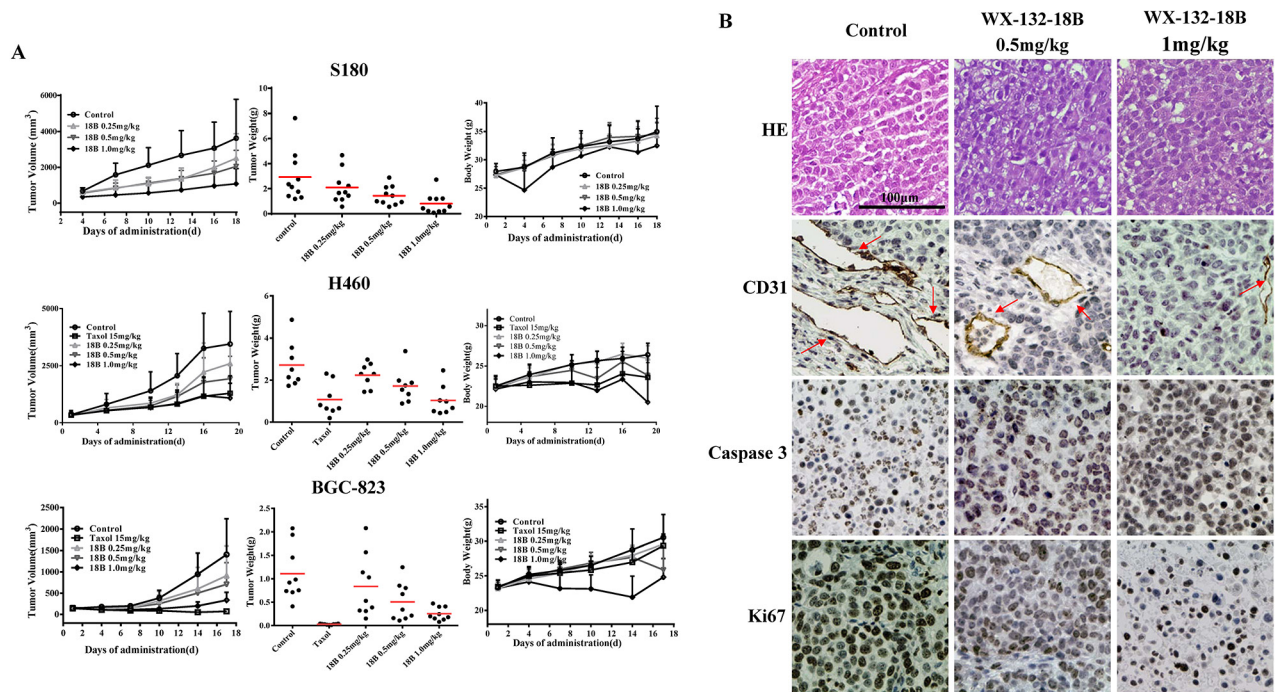 A
S180
Tumor Volume (mm3)
6000
4000
2000
0
Control
18B 0.25mg/kg
18B 0.5mg/kg
18B 1.0mg/kg
2 4 6 8 10 12 14 16 18
Days of administration(d)
Tumor Weight(g)
10
8
6
4
2
0
control
18B 0.25mg/kg
18B 0.5mg/kg
18B 1.0mg/kg
Body Weight(g)
40
35
30
25
20
Control
18B 0.25mg/kg
18B 0.5mg/kg
18B 1.0mg/kg
0 2 4 6 8 10 12 14 16 18
Days of administration(d)
H460
Tumor Volume(mm3)
5000
2500
0
Control
Taxol 15mg/kg
18B 0.25mg/kg
18B 0.5mg/kg
18B 1.0mg/kg
0 5 10 15 20
Days of administration(d)
Tumor Weight(g)
6
4
2
0
Control
Taxol
18B 0.25mg/kg
18B 0.5mg/kg
18B 1.0mg/kg
Body Weight(g)
32
27
22
Control
Taxol 15mg/kg
18B 0.25mg/kg
18B 0.5mg/kg
18B 1.0mg/kg
0 5 10 15 20
Days of administration(d)
BGC-823
Tumor Volume(mm3)
2500
2000
1500
1000
500
0
Control
Taxol 15mg/kg
18B 0.25mg/kg
18B 0.5mg/kg
18B 1.0mg/kg
0 2 4 6 8 10 12 14 16 18
Days of administration(d)
Tumor Weight(g)
2.5
2.0
1.5
1.0
0.5
0.0
Control
Taxol
18B 0.25mg/kg
18B 0.5mg/kg
18B 1.0mg/kg
Body Weight(g)
35
30
25
20
Control
Taxol 15mg/kg
18B 0.25mg/kg
18B 0.5mg/kg
18B 1.0mg/kg
0 2 4 6 8 10 12 14 16 18
Days of administration(d)
B
Control
WX-132-18B
0.5mg/kg
WX-132-18B
1mg/kg
HE
100μm
CD31
Caspase 3
Ki67